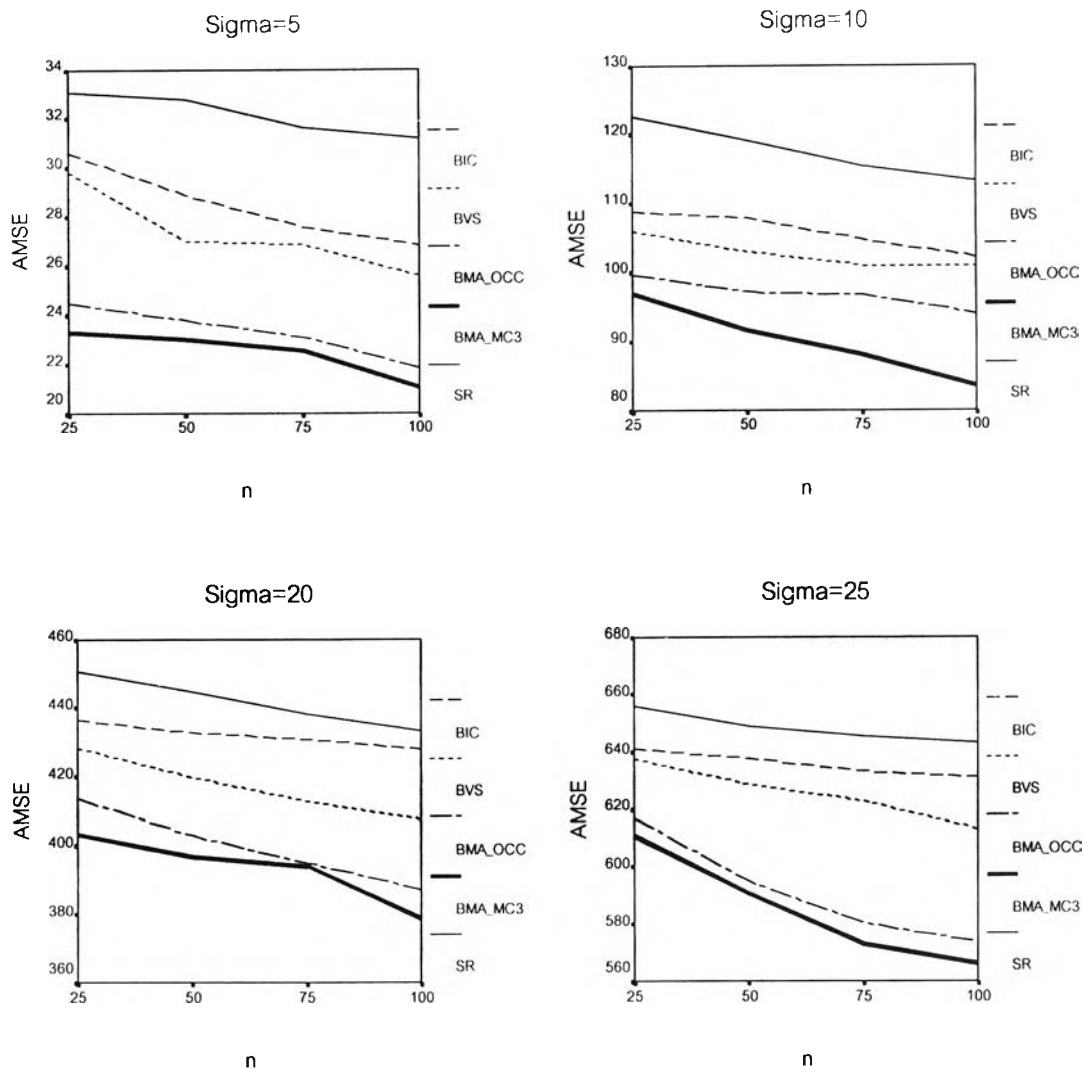 Sigma=5
34
32
30
28
26
24
22
20
AMSE
25
50
75
100
n
BIC
BVS
BMA_OCC
BMA_MC3
SR
Sigma=10
130
120
110
100
90
80
AMSE
25
50
75
100
n
BIC
BVS
BMA_OCC
BMA_MC3
SR
Sigma=20
460
440
420
400
380
360
AMSE
25
50
75
100
n
BIC
BVS
BMA_OCC
BMA_MC3
SR
Sigma=25
680
660
640
620
600
580
560
AMSE
25
50
75
100
n
BIC
BVS
BMA_OCC
BMA_MC3
SR